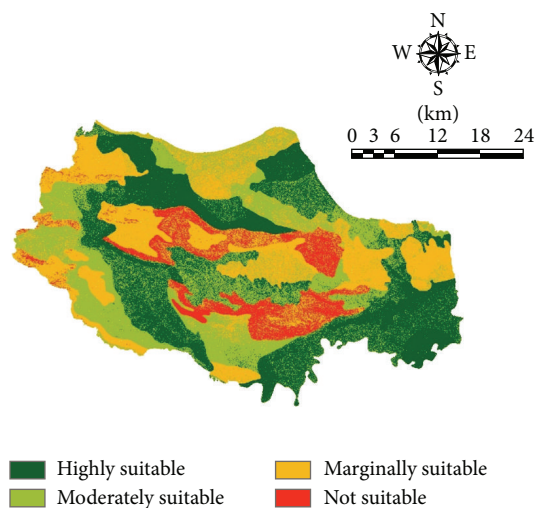 N
W E
S
(km)
0 3 6 12 18 24
Highly suitable
Marginally suitable
Moderately suitable
Not suitable